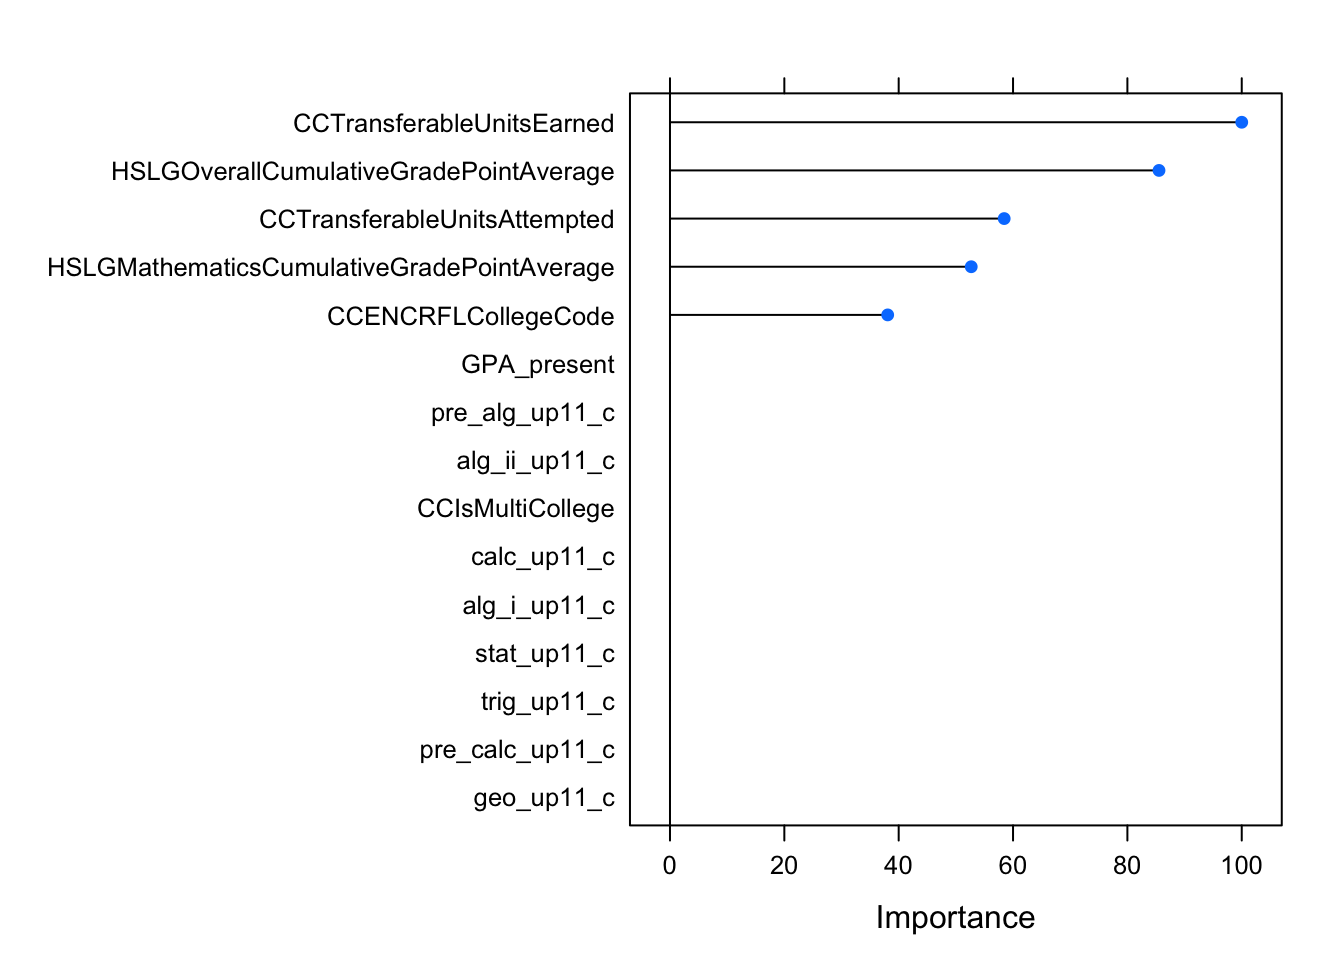 CCTransferableUnitsEarned
HSLGOverallCumulativeGradePointAverage
CCTransferableUnitsAttempted
HSLGMathematicsCumulativeGradePointAverage
CCENCRFLCollegeCode
GPA_present
pre_alg_up11_c
alg_ii_up11_c
CCIsMultiCollege
calc_up11_c
alg_i_up11_c
stat_up11_c
trig_up11_c
pre_calc_up11_c
geo_up11_c
0 20 40 60 80 100
Importance